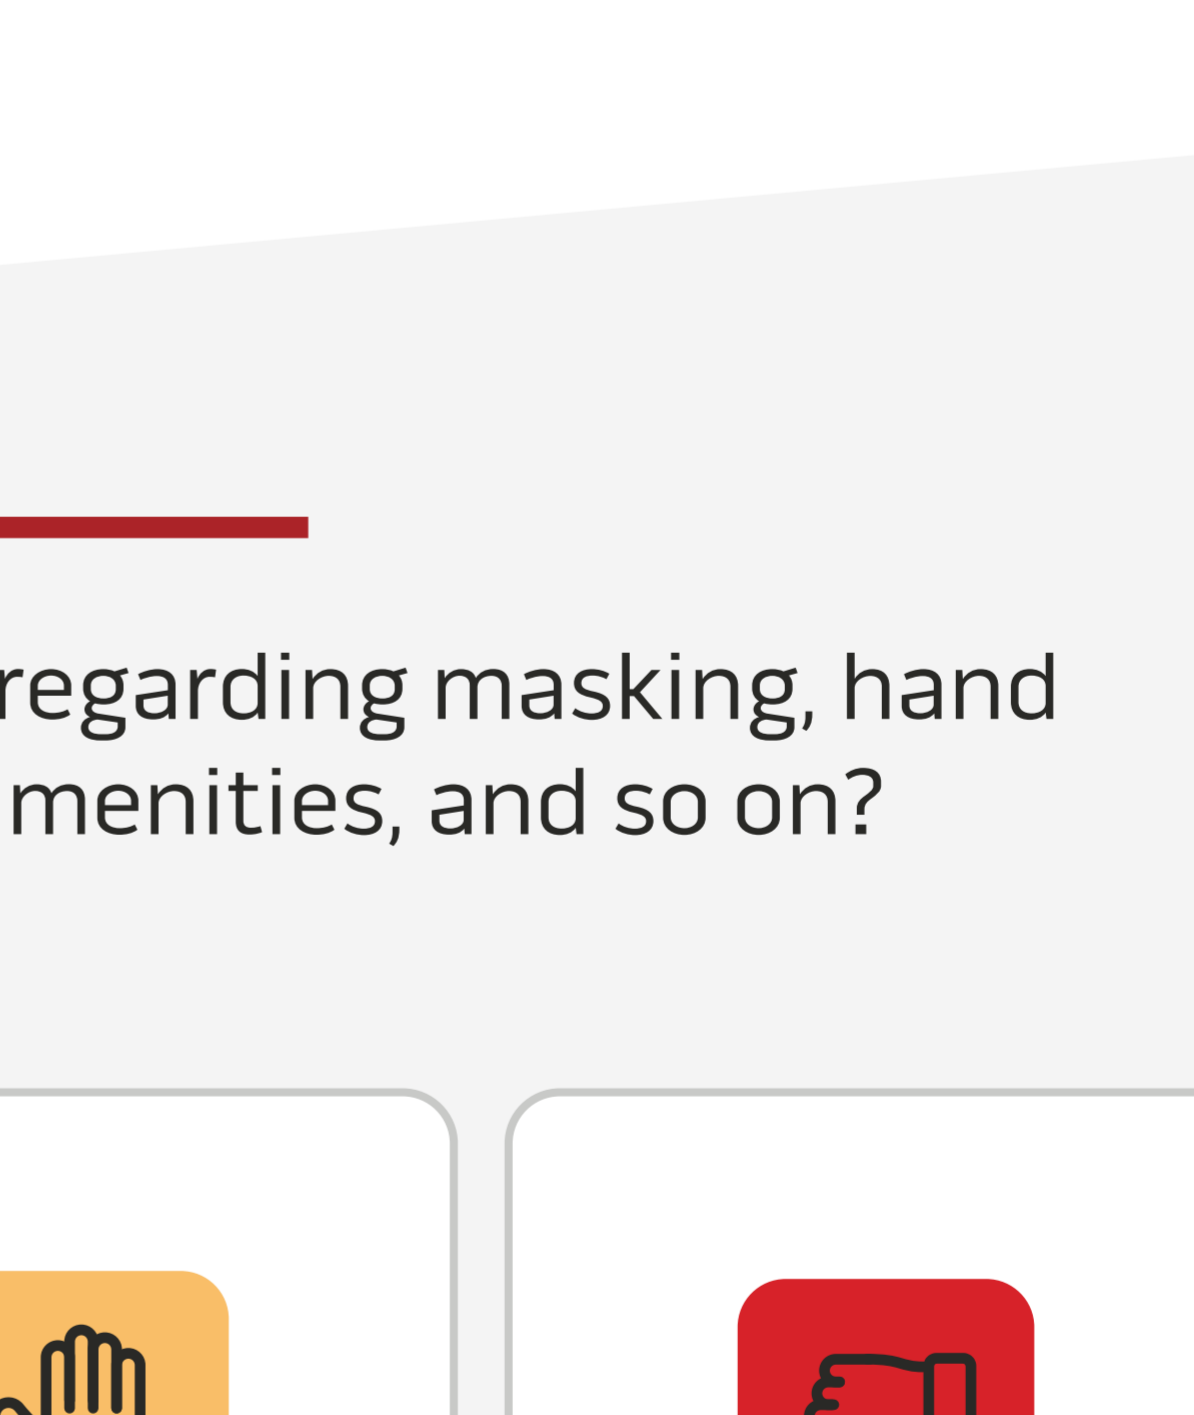 regarding masking, hand
menities, and so on?